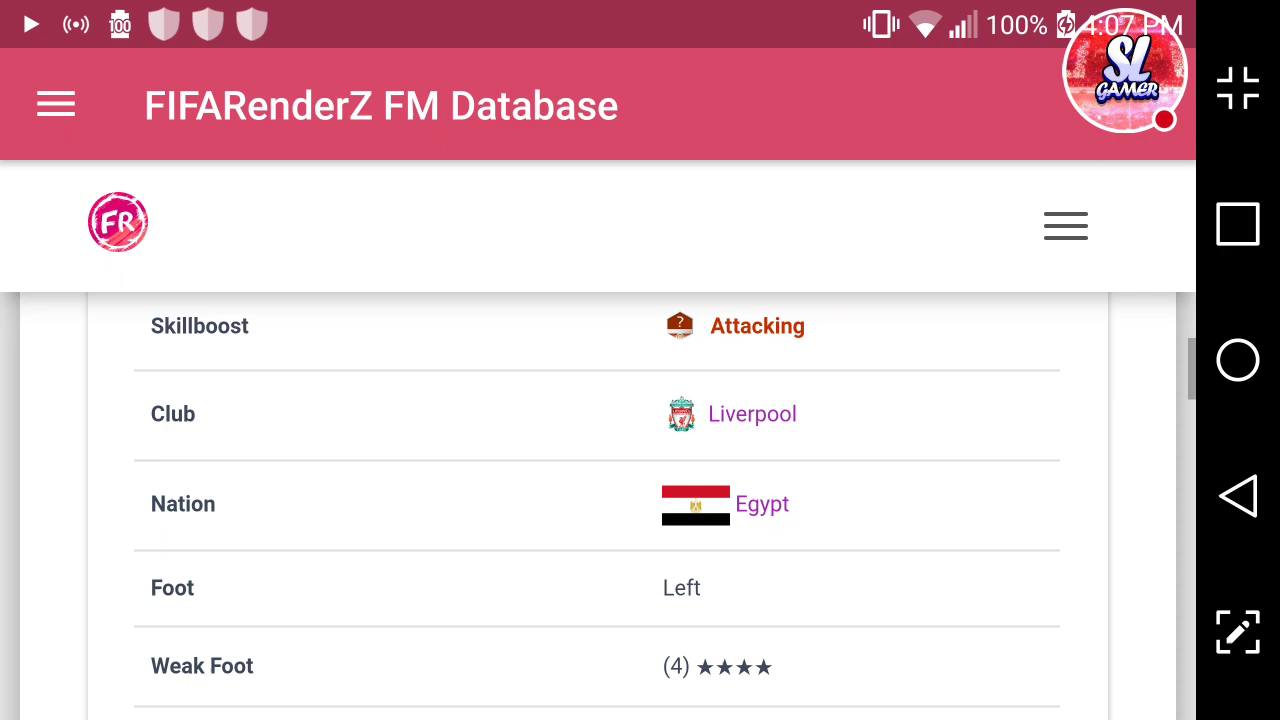 100 100% 4:07 PM
FIFARenderZ FM Database
SL
GAMER
FR
Skillboost ? Attacking
Club Liverpool
Nation Egypt
Foot Left
Weak Foot (4) ★★★★